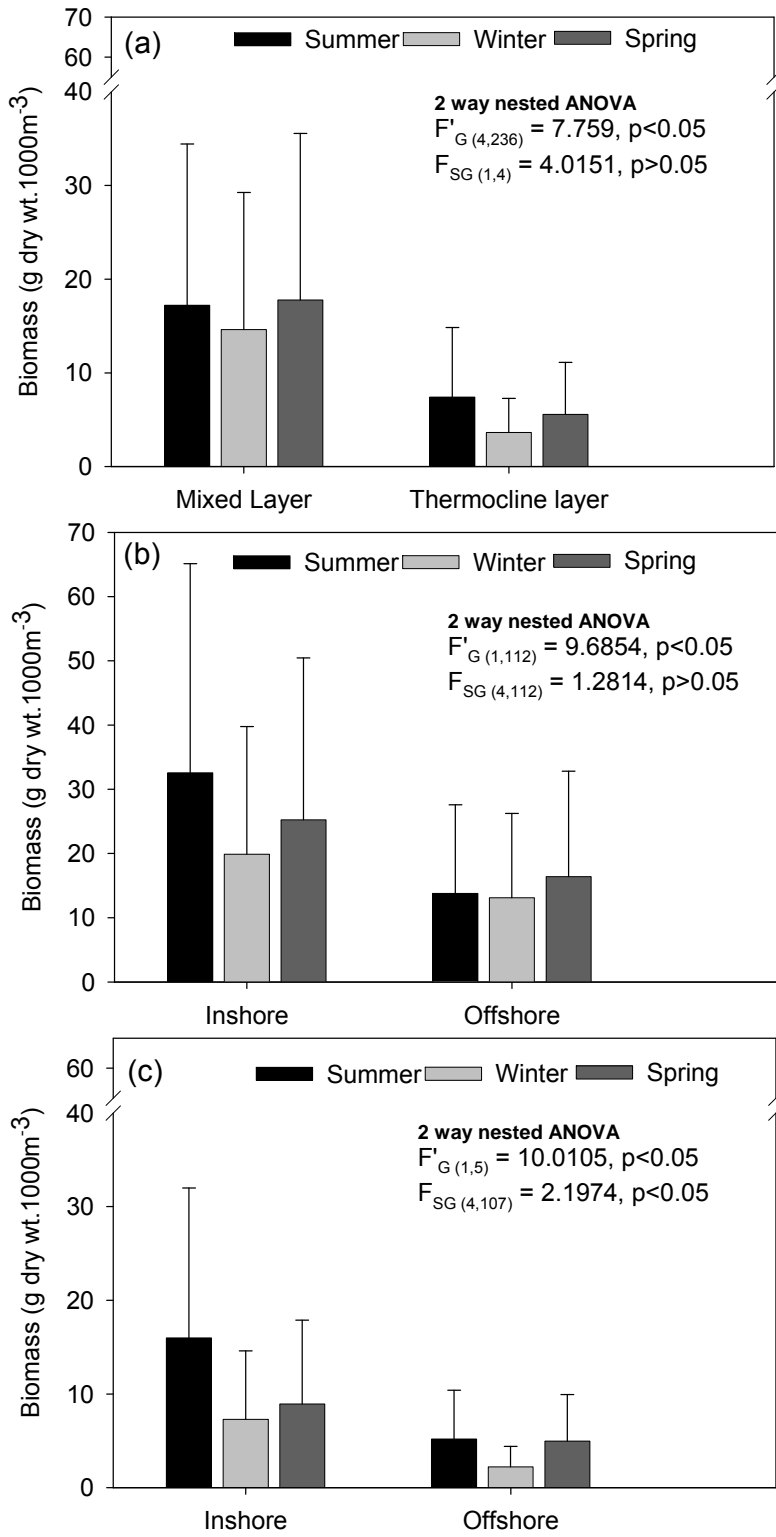 (a) Summer Winter Spring
2 way nested ANOVA
F'G (4,236) = 7.759, p<0.05
FSG (1,4) = 4.0151, p>0.05
Biomass (g dry wt.1000m-3)
70
60
40
30
20
10
0
Mixed Layer Thermocline layer
(b) Summer Winter Spring
2 way nested ANOVA
F'G (1,112) = 9.6854, p<0.05
FSG (4,112) = 1.2814, p>0.05
Biomass (g dry wt.1000m-3)
70
60
50
40
30
20
10
0
Inshore Offshore
(c) Summer Winter Spring
2 way nested ANOVA
F'G (1,5) = 10.0105, p<0.05
FSG (4,107) = 2.1974, p<0.05
Biomass (g dry wt.1000m-3)
60
40
30
20
10
0
Inshore Offshore